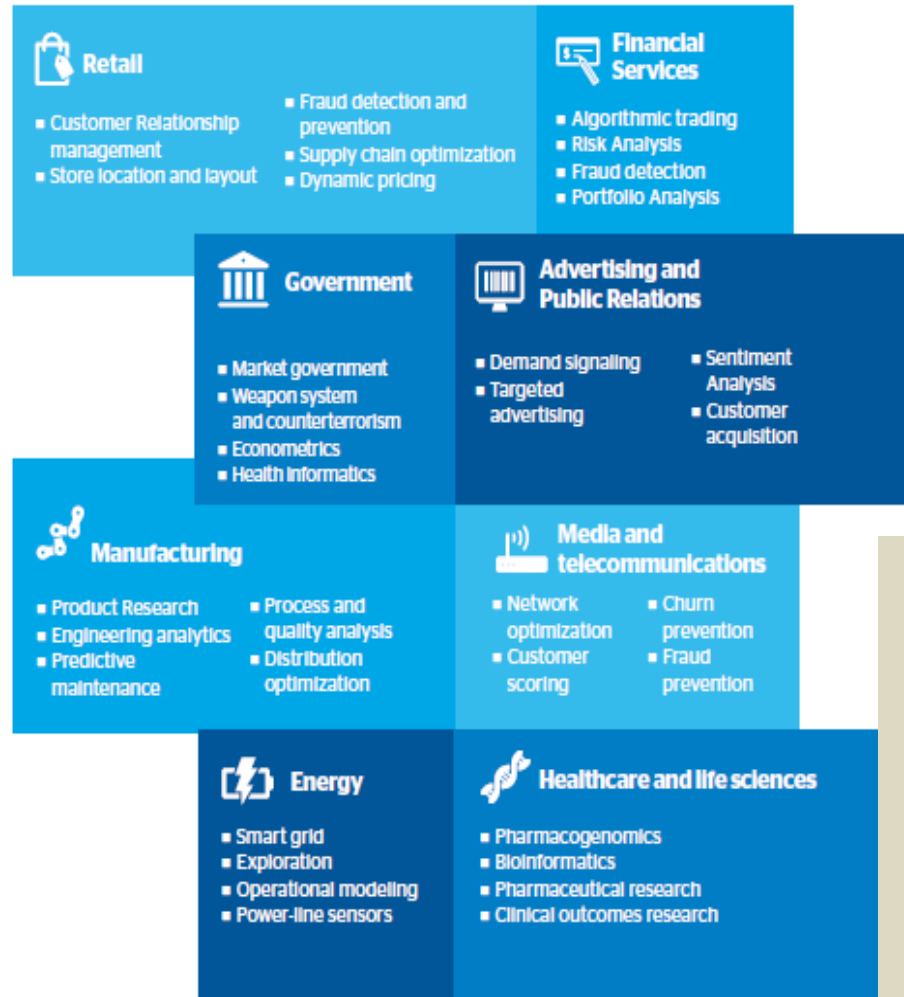 Retail
■ Customer Relationship
management
■ Store location and layout
■ Fraud detection and
prevention
■ Supply chain optimization
■ Dynamic pricing
Financial
Services
■ Algorithmic trading
■ Risk Analysis
■ Fraud detection
■ Portfolio Analysis
Government
■ Market government
■ Weapon system
and counterterrorism
■ Econometrics
■ Health informatics
Advertising and
Public Relations
■ Demand signaling
■ Targeted
advertising
■ Sentiment
Analysis
■ Customer
acquisition
Manufacturing
■ Product Research
■ Engineering analytics
■ Predictive
maintenance
■ Process and
quality analysis
■ Distribution
optimization
Media and
telecommunications
■ Network
optimization
■ Customer
scoring
■ Churn
prevention
■ Fraud
prevention
Energy
■ Smart grid
■ Exploration
■ Operational modeling
■ Power-line sensors
Healthcare and life sciences
■ Pharmacogenomics
■ Bioinformatics
■ Pharmaceutical research
■ Clinical outcomes research